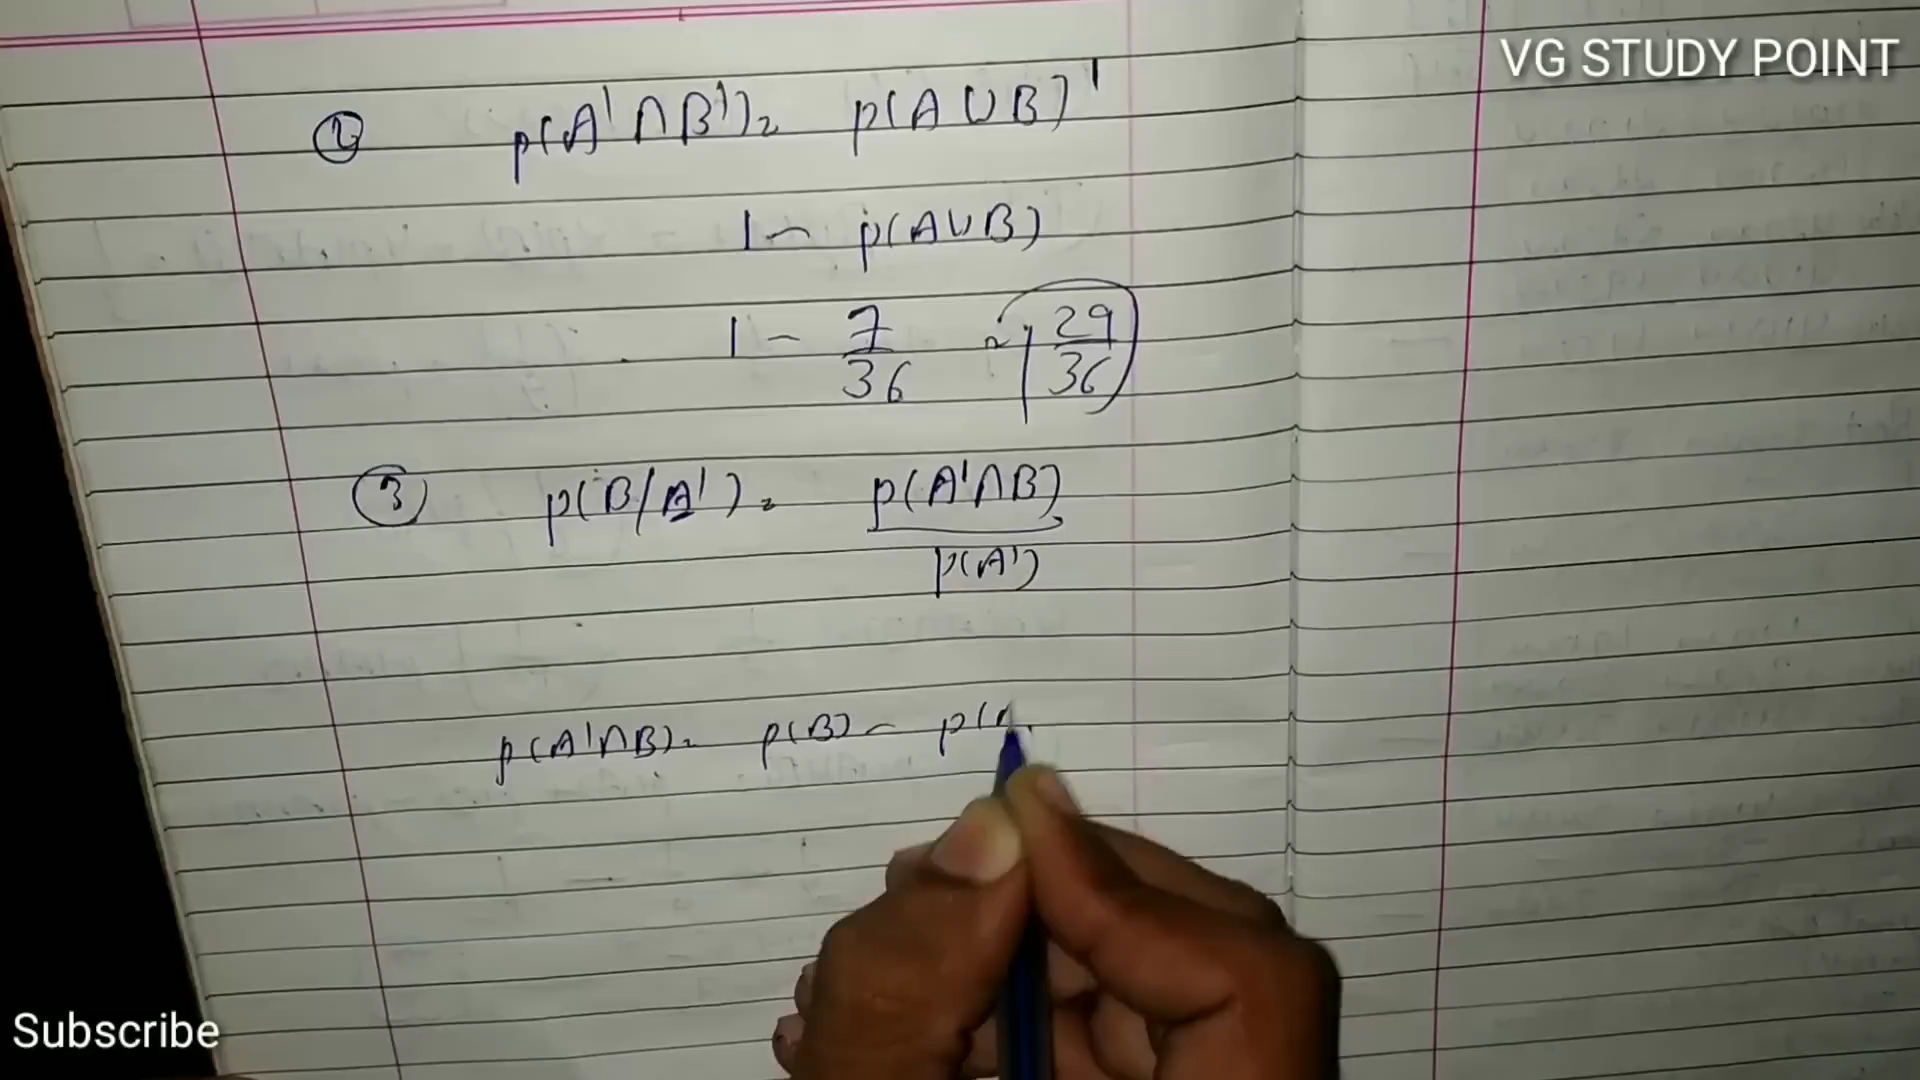 VG STUDY POINT
② p(A'∩B') = p(A∪B)'
1 - p(A∪B)
1 - 7/36 = 29/36
③ p(B/A') = p(A'∩B) / p(A')
p(A'∩B) = p(B) - p(
Subscribe